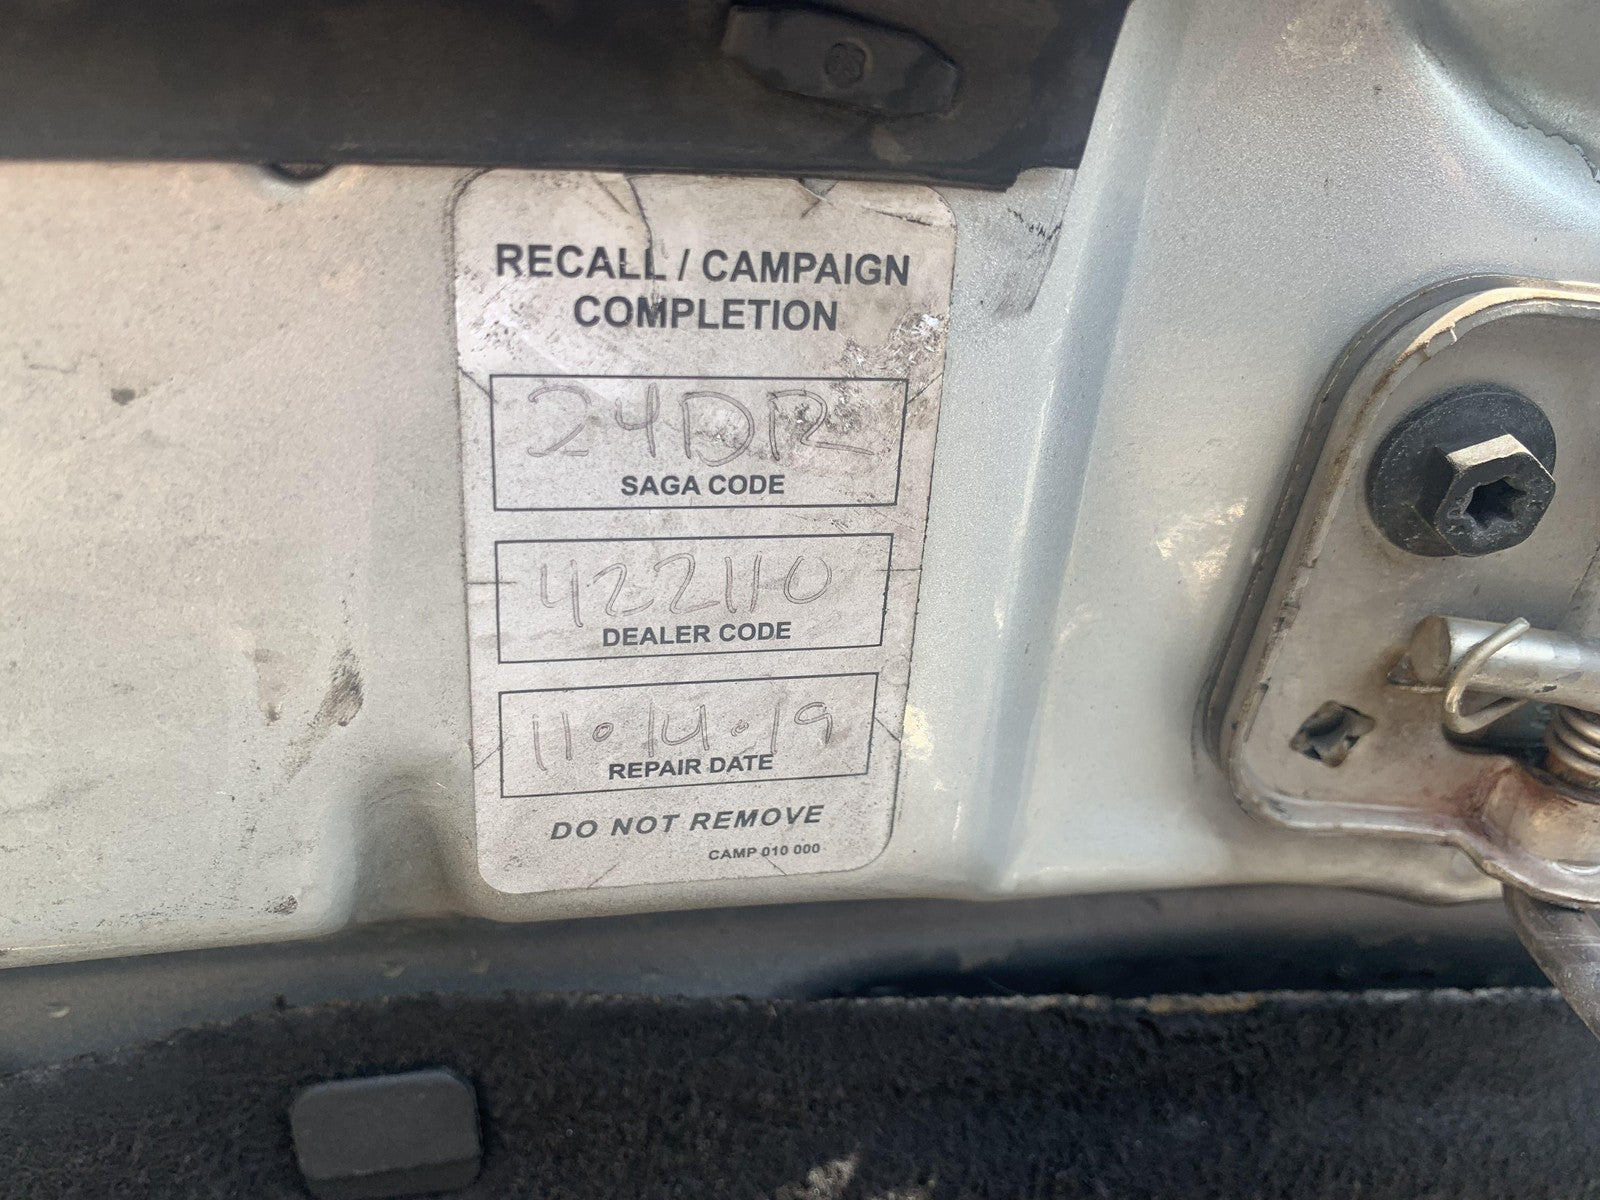 RECALL / CAMPAIGN
COMPLETION
24DR
SAGA CODE
422110
DEALER CODE
11.14.19
REPAIR DATE
DO NOT REMOVE
CAMP 010 000